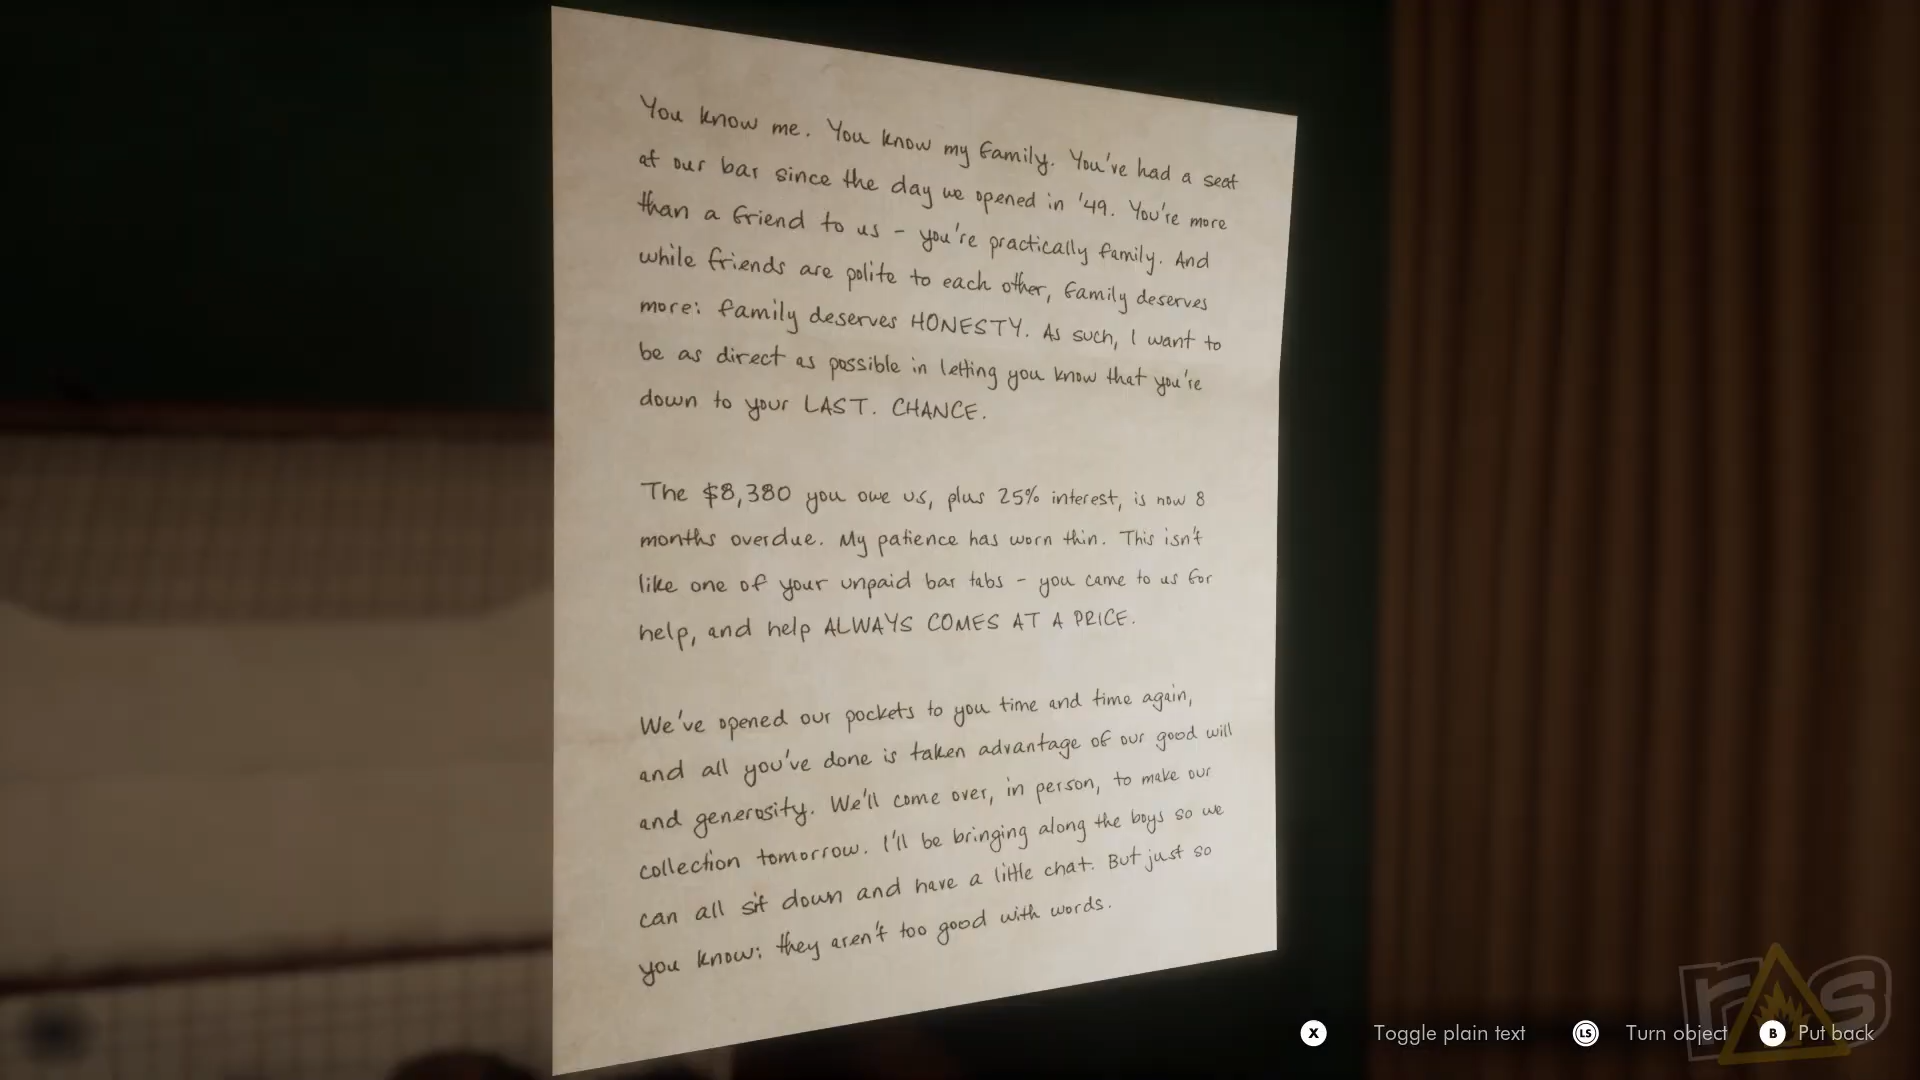 You know me. You know my family. You've had a seat
at our bar since the day we opened in '49. You're more
than a friend to us - you're practically family. And
while friends are polite to each other, family deserves
more: family deserves HONESTY. As such, I want to
be as direct as possible in letting you know that you're
down to your LAST. CHANCE.
The $8,380 you owe us, plus 25% interest, is now 8
months overdue. My patience has worn thin. This isn't
like one of your unpaid bar tabs - you came to us for
help, and help ALWAYS COMES AT A PRICE.
We've opened our pockets to you time and time again,
and all you've done is taken advantage of our good will
and generosity. We'll come over, in person, to make our
collection tomorrow. I'll be bringing along the boys so we
can all sit down and have a little chat. But just so
you know: they aren't too good with words.
X Toggle plain text LS Turn object B Put back
ras